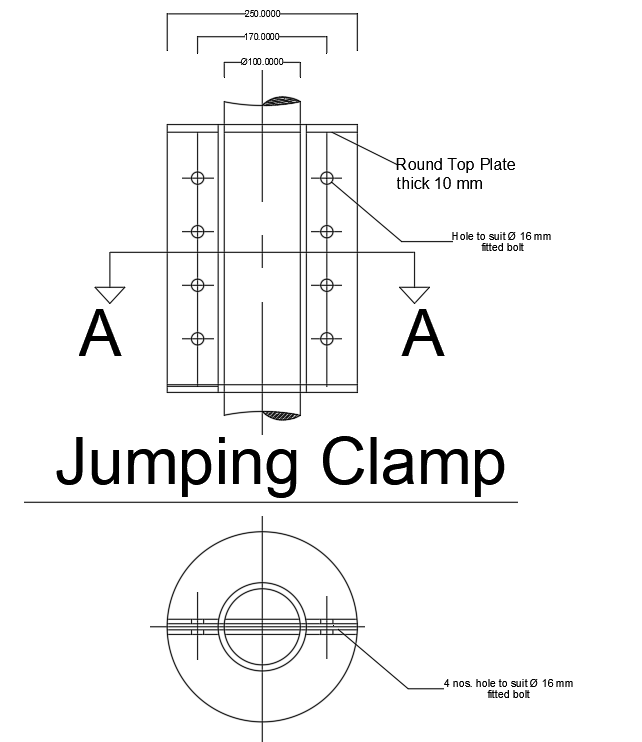 250.0000
170.0000
Ø100.0000
Round Top Plate
thick 10 mm
Hole to suit Ø 16 mm
fitted bolt
A A
Jumping Clamp
4 nos. hole to suit Ø 16 mm
fitted bolt